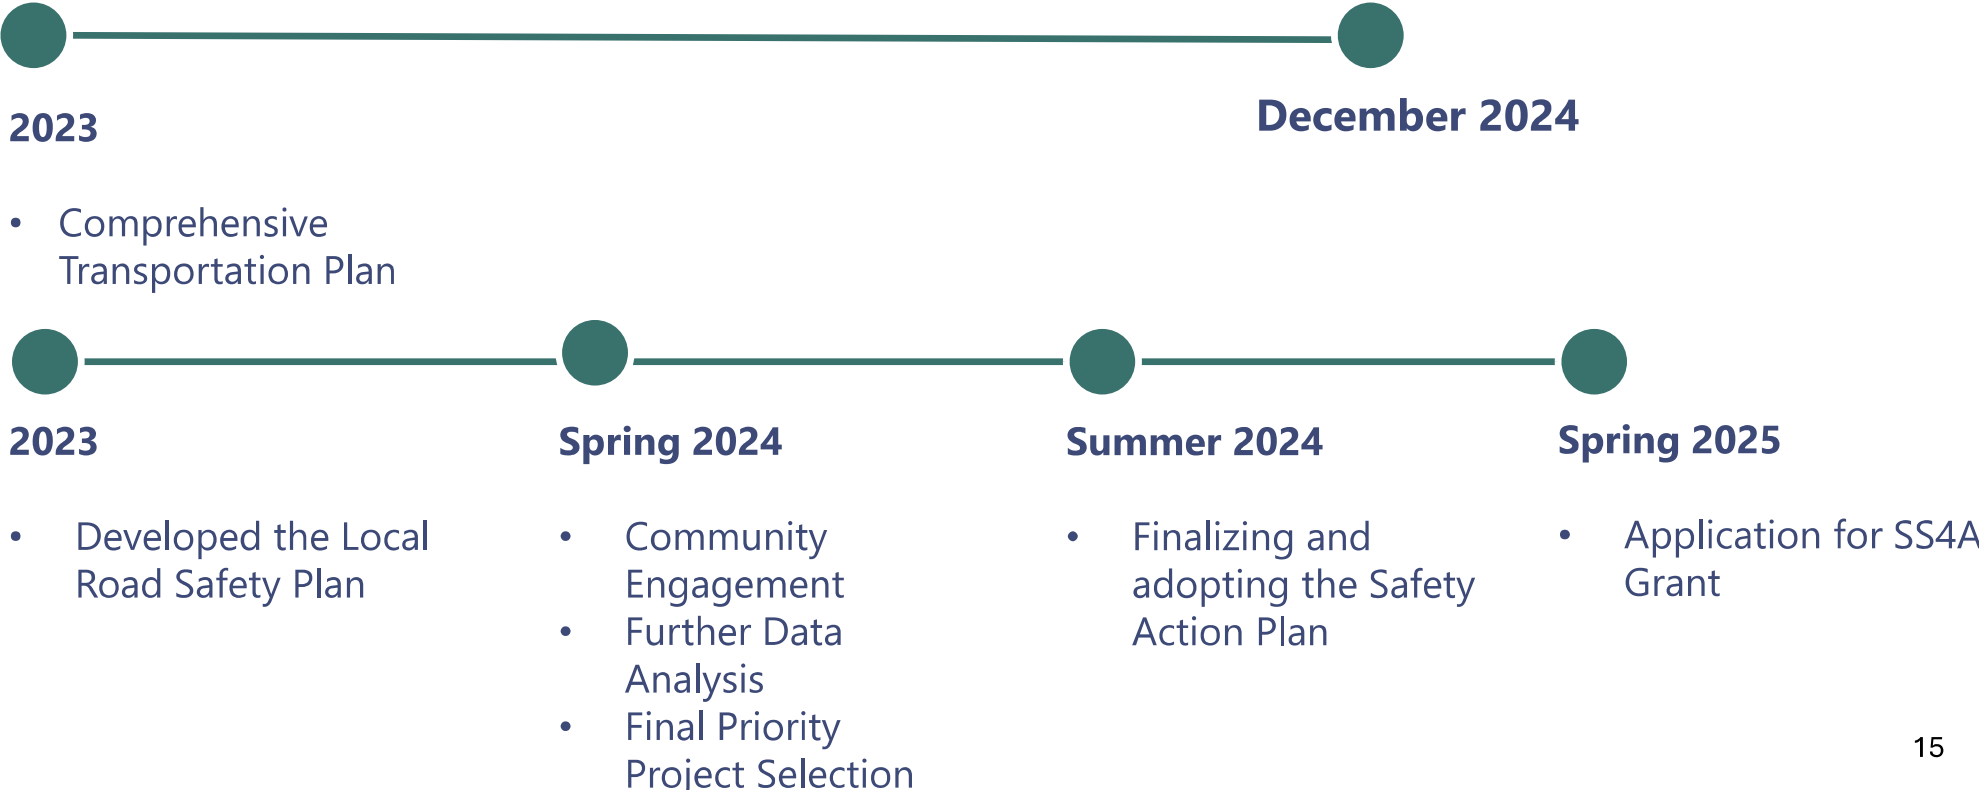 2023
December 2024
• Comprehensive
Transportation Plan
2023
Spring 2024
Summer 2024
Spring 2025
• Developed the Local
Road Safety Plan
• Community
Engagement
• Further Data
Analysis
• Final Priority
Project Selection
• Finalizing and
adopting the Safety
Action Plan
• Application for SS4A
Grant
15